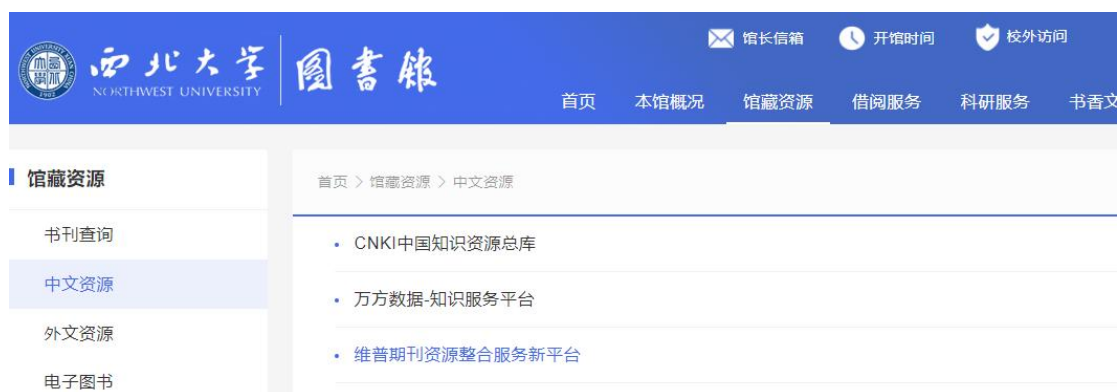 馆长信箱 开馆时间 校外访问
西北大学 图書館
NORTHWEST UNIVERSITY
首页 本馆概况 馆藏资源 借阅服务 科研服务 书香文
馆藏资源
首页 > 馆藏资源 > 中文资源
书刊查询
• CNKI中国知识资源总库
中文资源
• 万方数据-知识服务平台
外文资源
• 维普期刊资源整合服务新平台
电子图书